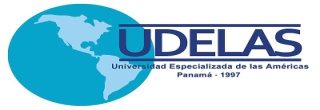 UDELAS
Universidad Especializada de las Américas
Panamá - 1997